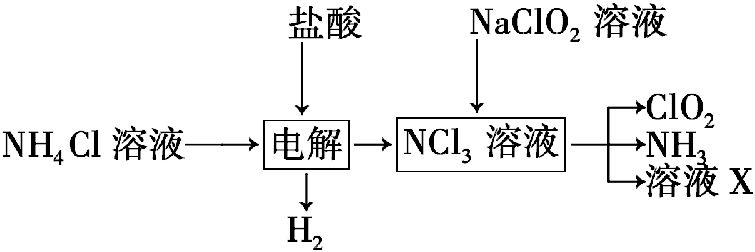 盐酸
NaClO₂ 溶液
NH₄Cl 溶液
电解
NCl₃ 溶液
ClO₂
NH₃
溶液 X
H₂